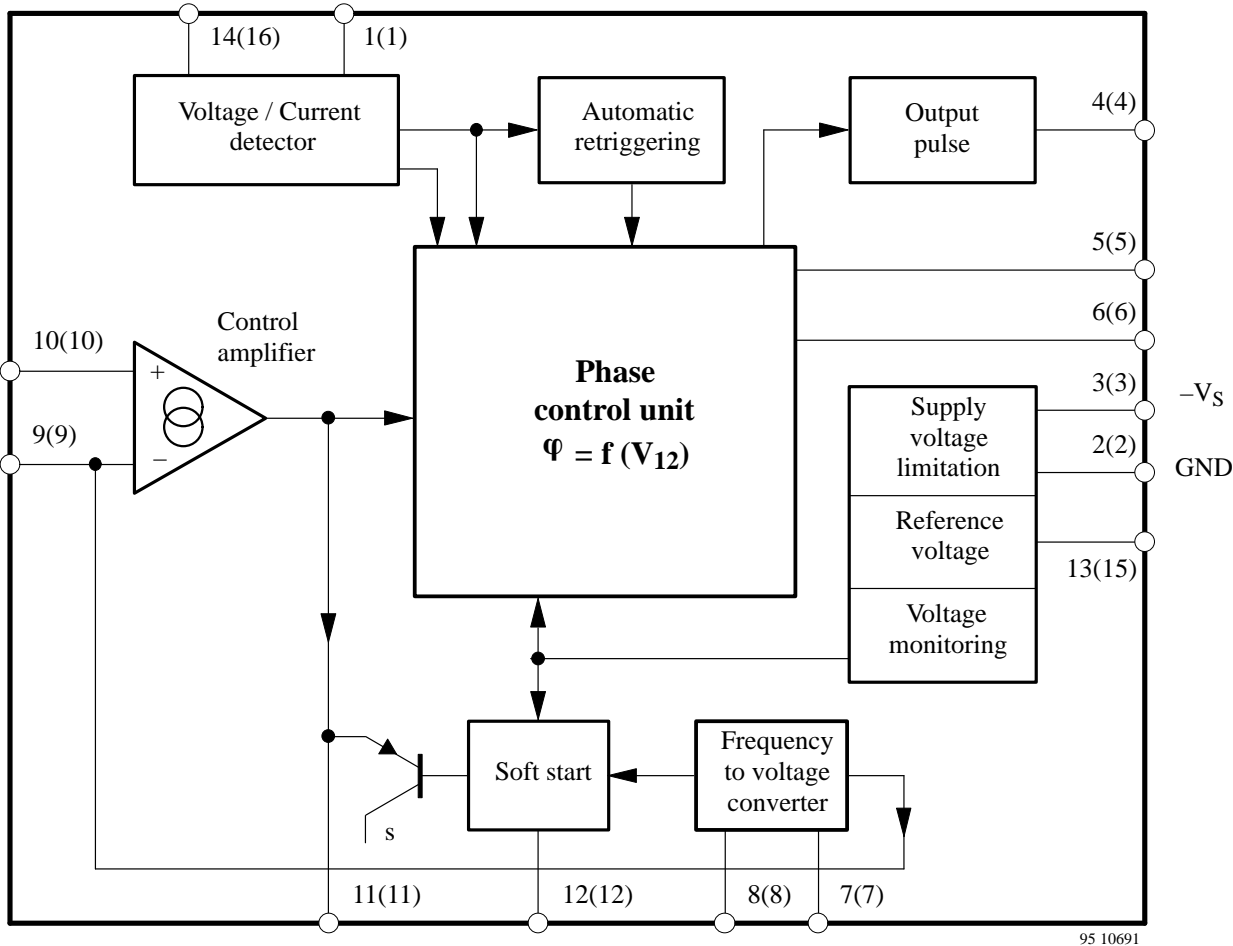 14(16)
1(1)
Voltage / Current
detector
Automatic
retriggering
Output
pulse
4(4)
5(5)
6(6)
Control
amplifier
10(10)
+
9(9)
−
Phase
control unit
φ = f (V12)
Supply
voltage
limitation
3(3)
–VS
2(2)
GND
Reference
voltage
13(15)
Voltage
monitoring
Soft start
Frequency
to voltage
converter
s
11(11)
12(12)
8(8)
7(7)
95 10691